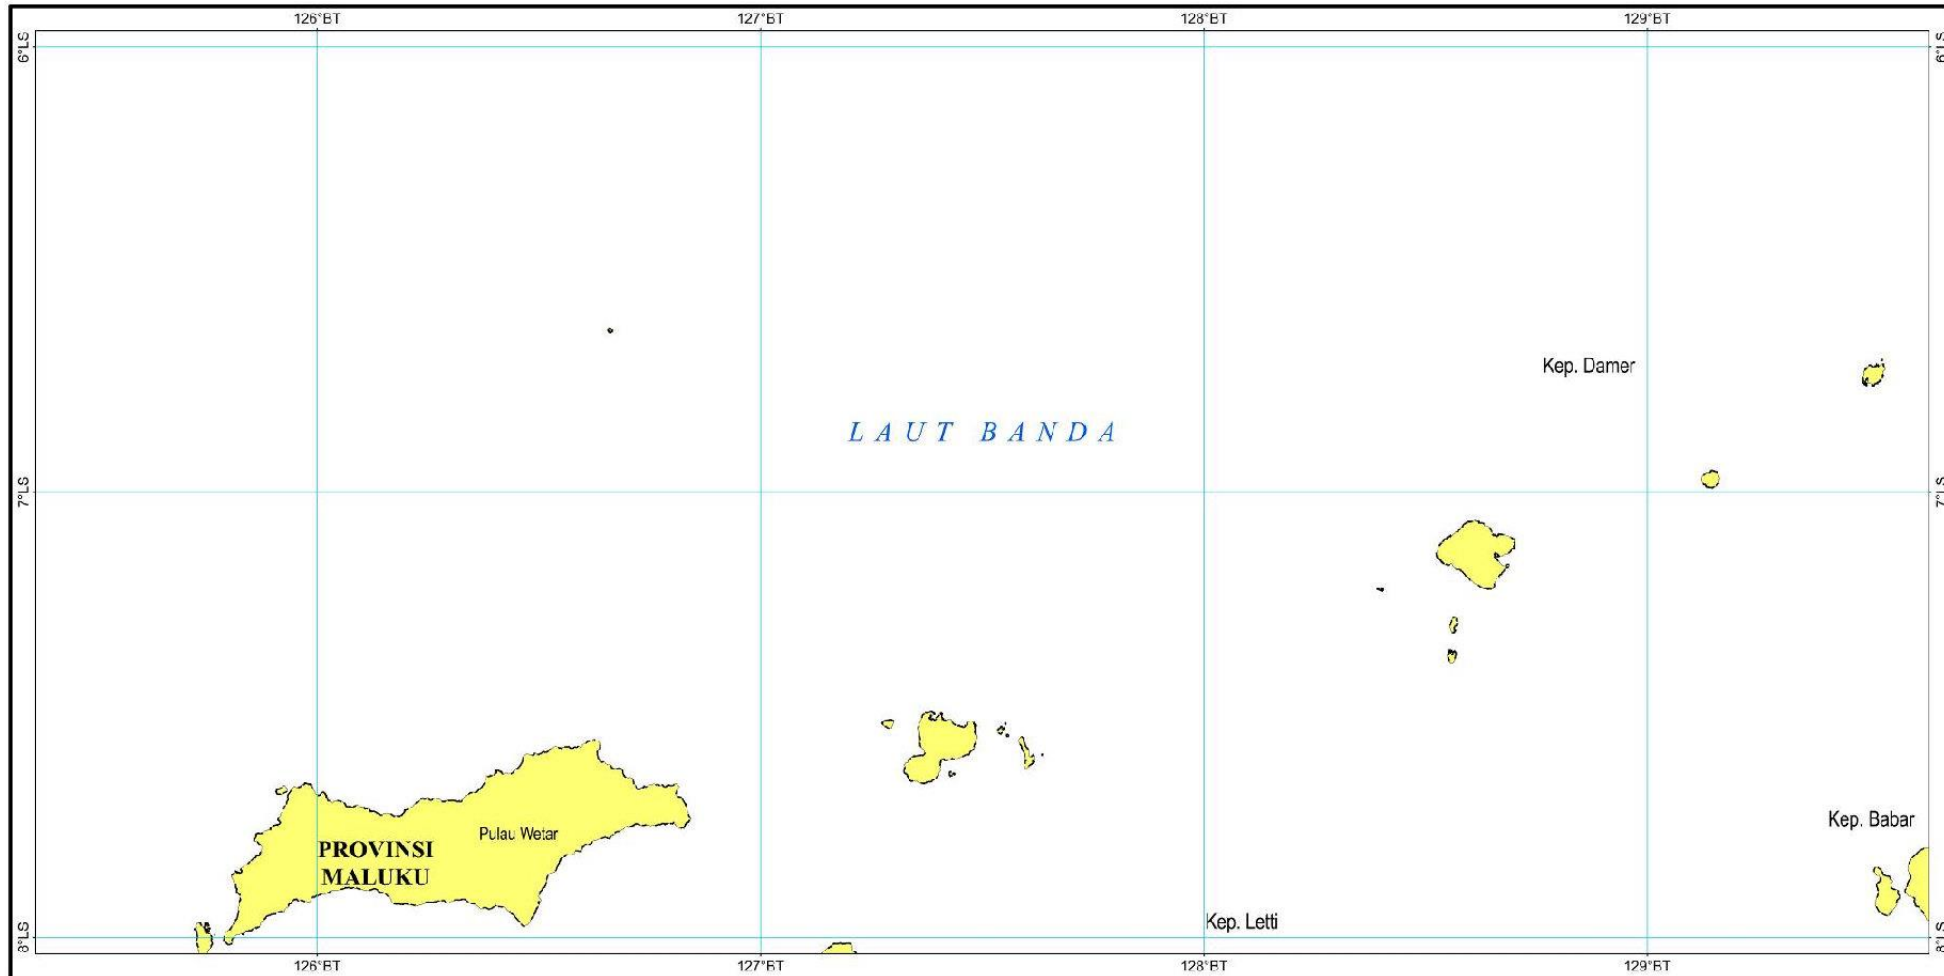 126°BT 127°BT 128°BT 129°BT
6°LS 6°LS
Kep. Damer
LAUT BANDA
7°LS 7°LS
Kep. Babar
Pulau Wetar
PROVINSI
MALUKU
Kep. Letti
8°LS 8°LS
126°BT 127°BT 128°BT 129°BT